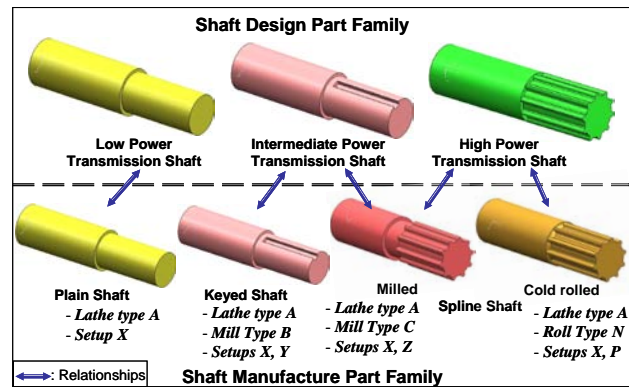 Shaft Design Part Family
Low Power
Transmission Shaft
Intermediate Power
Transmission Shaft
High Power
Transmission Shaft
Plain Shaft
- Lathe type A
- Setup X
Keyed Shaft
- Lathe type A
- Mill Type B
- Setups X, Y
Milled
- Lathe type A
- Mill Type C
- Setups X, Z
Spline Shaft
Cold rolled
- Lathe type A
- Roll Type N
- Setups X, P
: Relationships
Shaft Manufacture Part Family